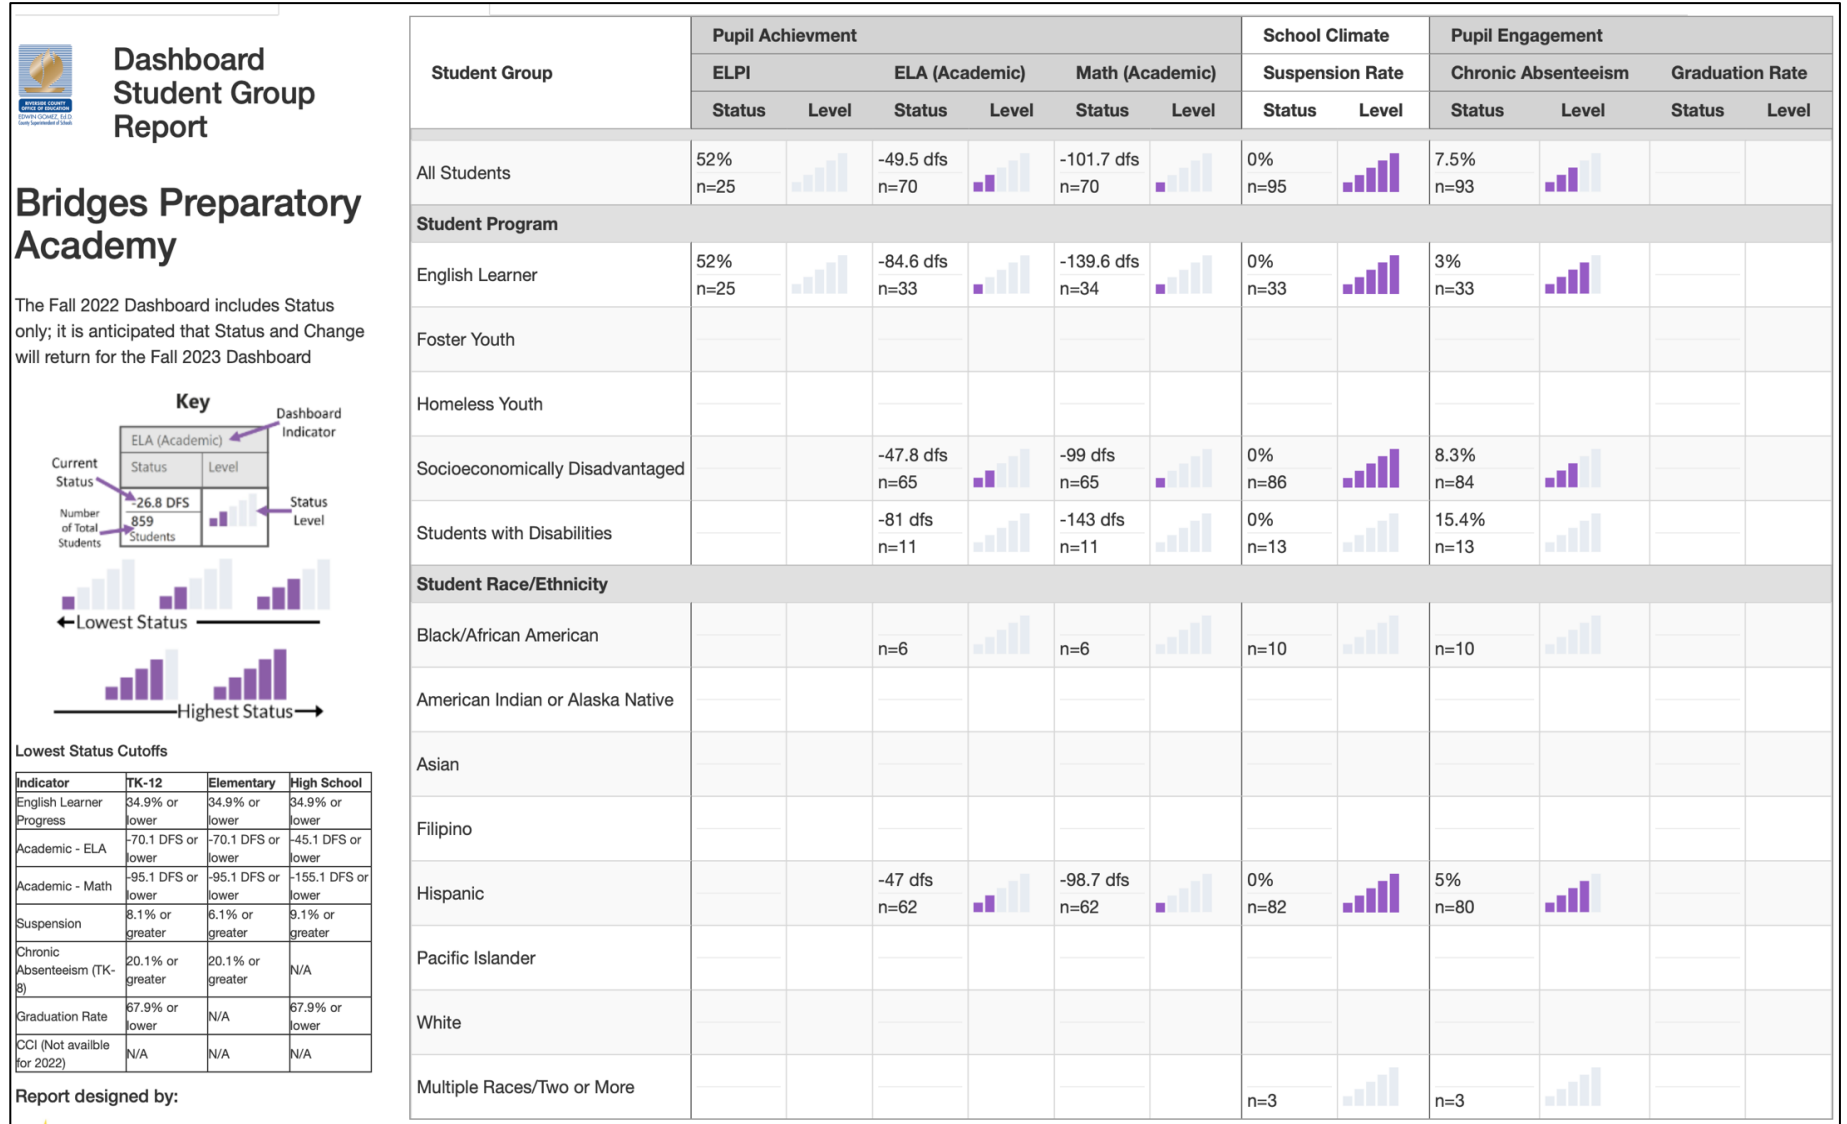 RIVERSIDE COUNTY
OFFICE OF EDUCATION
EDWIN GOMEZ, Ed.D
County Superintendent of Schools
Dashboard
Student Group
Report
Bridges Preparatory
Academy
The Fall 2022 Dashboard includes Status
only; it is anticipated that Status and Change
will return for the Fall 2023 Dashboard
Key
Dashboard
Indicator
ELA (Academic)
Current
Status
Status Level
-26.8 DFS
859
Students
Number
of Total
Students
Status
Level
Lowest Status
Highest Status
Lowest Status Cutoffs
Indicator TK-12 Elementary High School
English Learner Progress 34.9% or lower 34.9% or lower 34.9% or lower
Academic - ELA -70.1 DFS or lower -70.1 DFS or lower -45.1 DFS or lower
Academic - Math -95.1 DFS or lower -95.1 DFS or lower -155.1 DFS or lower
Suspension 8.1% or greater 6.1% or greater 9.1% or greater
Chronic Absenteeism (TK-8) 20.1% or greater 20.1% or greater N/A
Graduation Rate 67.9% or lower N/A 67.9% or lower
CCI (Not availble for 2022) N/A N/A N/A
Report designed by:
Student Group
Pupil Achievment School Climate Pupil Engagement
ELPI ELA (Academic) Math (Academic) Suspension Rate Chronic Absenteeism Graduation Rate
Status Level Status Level Status Level Status Level Status Level Status Level
All Students
52% -49.5 dfs -101.7 dfs 0% 7.5%
n=25 n=70 n=70 n=95 n=93
Student Program
English Learner
52% -84.6 dfs -139.6 dfs 0% 3%
n=25 n=33 n=34 n=33 n=33
Foster Youth
Homeless Youth
Socioeconomically Disadvantaged
-47.8 dfs -99 dfs 0% 8.3%
n=65 n=65 n=86 n=84
Students with Disabilities
-81 dfs -143 dfs 0% 15.4%
n=11 n=11 n=13 n=13
Student Race/Ethnicity
Black/African American
n=6 n=6 n=10 n=10
American Indian or Alaska Native
Asian
Filipino
Hispanic
-47 dfs -98.7 dfs 0% 5%
n=62 n=62 n=82 n=80
Pacific Islander
White
Multiple Races/Two or More
n=3 n=3